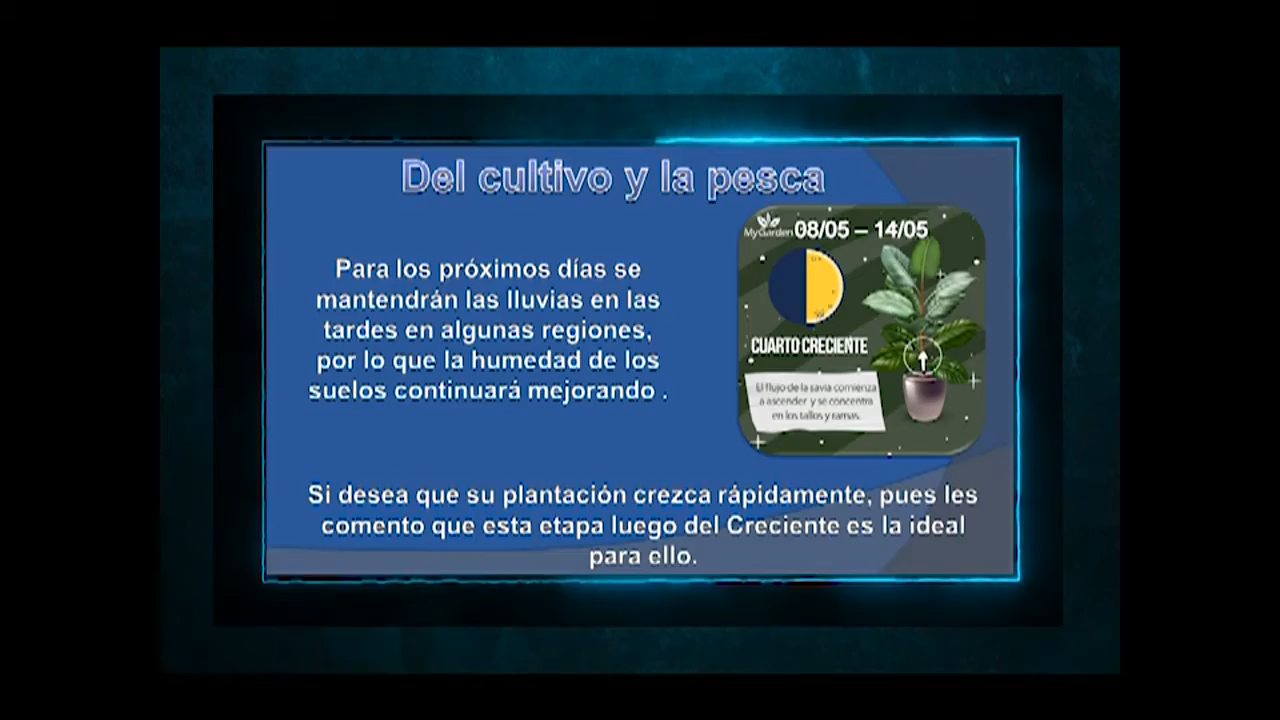 Del cultivo y la pesca
Para los próximos días se
mantendrán las lluvias en las
tardes en algunas regiones,
por lo que la humedad de los
suelos continuará mejorando .
MyGarden
08/05 – 14/05
CUARTO CRECIENTE
El flujo de la savia comienza
a ascender y se concentra
en los tallos y ramas.
Si desea que su plantación crezca rápidamente, pues les
comento que esta etapa luego del Creciente es la ideal
para ello.